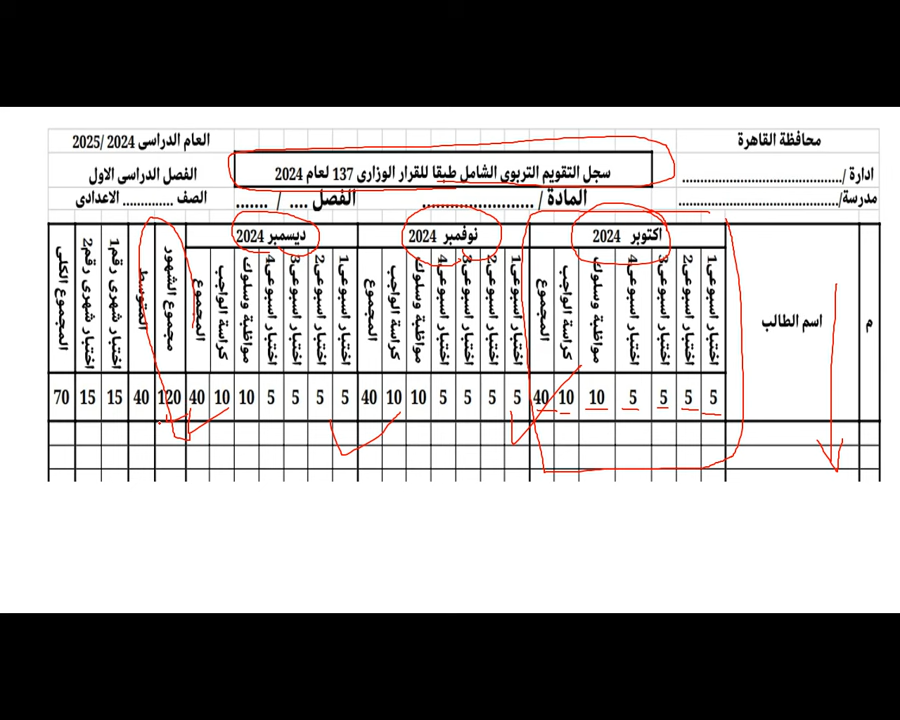 محافظة القاهرة
العام الدراسى 2024 /2025
ادارة /............................................
سجل التقويم التربوى الشامل طبقا للقرار الوزارى 137 لعام 2024
الفصل الدراسى الاول
مدرسة/............................................
المادة / ........................
الفصل .... / .......
الصف ............. الاعدادى
م
اسم الطالب
اكتوبر 2024
نوفمبر 2024
ديسمبر 2024
اختبار اسبوعى1
اختبار اسبوعى2
اختبار اسبوعى3
اختبار اسبوعى4
مواظبة وسلوك
كراسة الواجب
المجموع
اختبار اسبوعى1
اختبار اسبوعى2
اختبار اسبوعى3
اختبار اسبوعى4
مواظبة وسلوك
كراسة الواجب
المجموع
اختبار اسبوعى1
اختبار اسبوعى2
اختبار اسبوعى3
اختبار اسبوعى4
مواظبة وسلوك
كراسة الواجب
المجموع
مجموع الشهور
المتوسط
اختبار شهرى رقم1
اختبار شهرى رقم2
المجموع الكلى
5 5 5 5 10 10 40 5 5 5 5 10 10 40 5 5 5 5 10 10 40 120 40 15 15 70